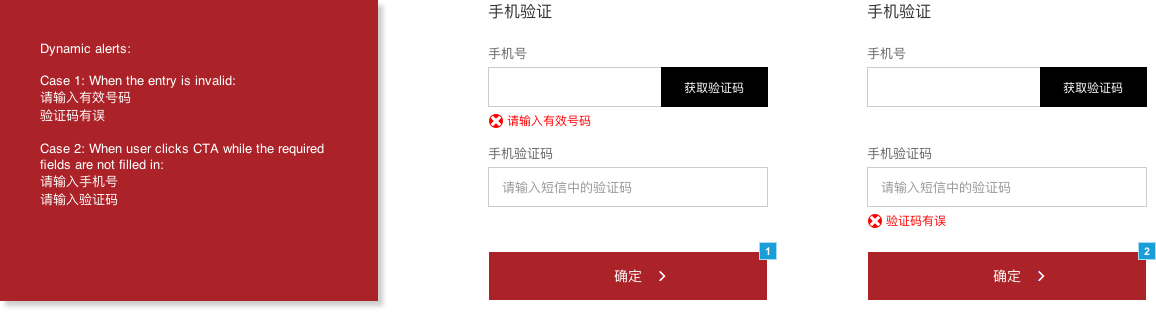 Dynamic alerts:
Case 1: When the entry is invalid:
请输入有效号码
验证码有误
Case 2: When user clicks CTA while the required
fields are not filled in:
请输入手机号
请输入验证码
手机验证
手机号
获取验证码
请输入有效号码
手机验证码
请输入短信中的验证码
确定
1
手机验证
手机号
获取验证码
手机验证码
请输入短信中的验证码
验证码有误
确定
2